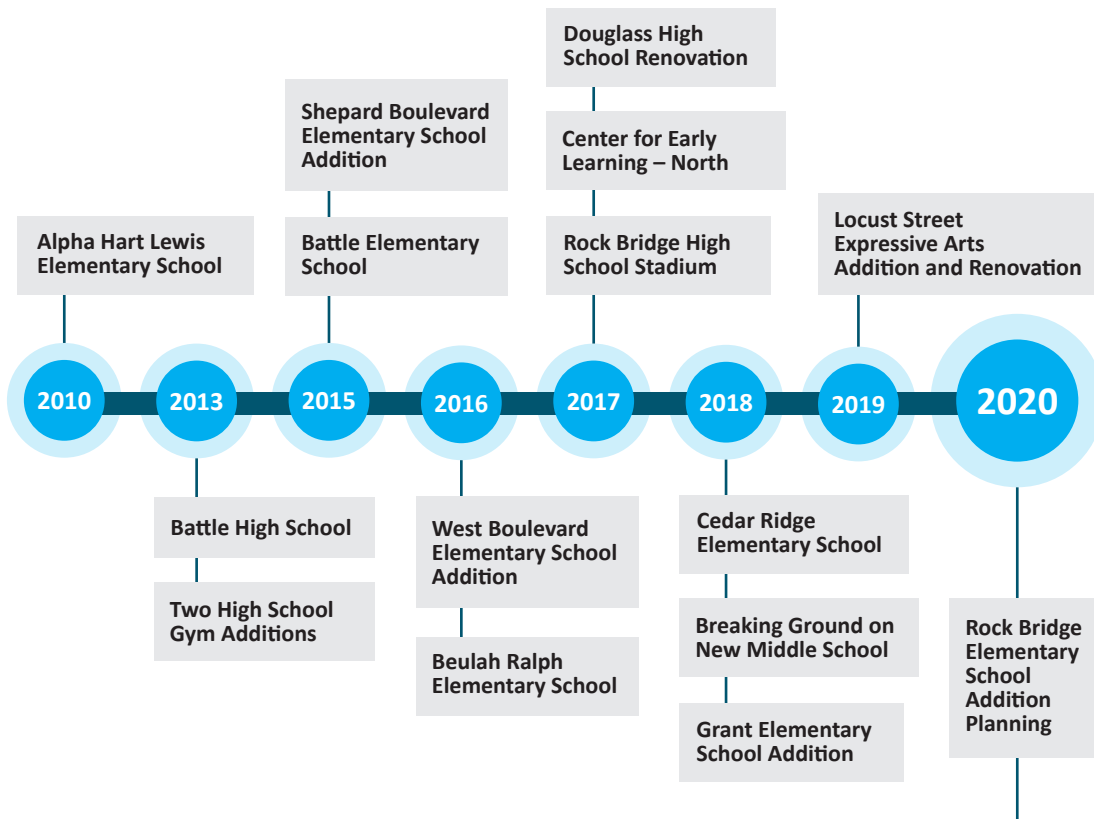 Douglass High
School Renovation
Shepard Boulevard
Elementary School
Addition
Center for Early
Learning – North
Alpha Hart Lewis
Elementary School
Battle Elementary
School
Rock Bridge High
School Stadium
Locust Street
Expressive Arts
Addition and Renovation
2010
2013
2015
2016
2017
2018
2019
2020
Battle High School
Two High School
Gym Additions
West Boulevard
Elementary School
Addition
Beulah Ralph
Elementary School
Cedar Ridge
Elementary School
Breaking Ground on
New Middle School
Grant Elementary
School Addition
Rock Bridge
Elementary
School
Addition
Planning